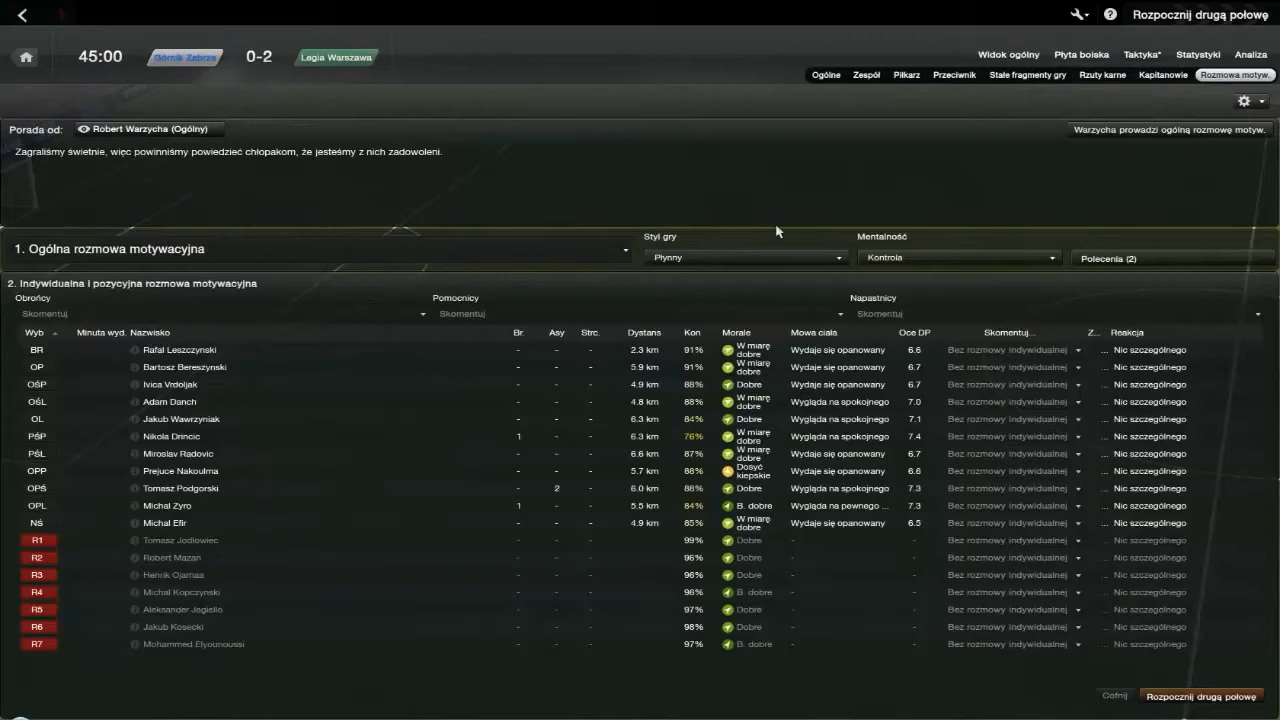 Rozpocznij drugą połowę
45:00 Górnik Zabrze 0-2 Legia Warszawa
Widok ogólny Płyta boiska Taktyka* Statystyki Analiza
Ogólne Zespół Piłkarz Przeciwnik Stałe fragmenty gry Rzuty karne Kapitanowie Rozmowa motyw.
Porada od: Robert Warzycha (Ogólny) Warzycha prowadzi ogólną rozmowę motyw.
Zagraliśmy świetnie, więc powinniśmy powiedzieć chłopakom, że jesteśmy z nich zadowoleni.
Styl gry Mentalność
1. Ogólna rozmowa motywacyjna Płynny Kontrola Polecenia (2)
2. Indywidualna i pozycyjna rozmowa motywacyjna
Obrońcy Pomocnicy Napastnicy
Skomentuj Skomentuj Skomentuj
Wyb Minuta wyd. Nazwisko Br. Asy Strc. Dystans Kon Morale Mowa ciała Oce DP Skomentuj... Z... Reakcja
BR Rafal Leszczynski - - - 2.3 km 91% W miarę dobre Wydaje się opanowany 6.6 Bez rozmowy indywidualnej ... Nic szczególnego
OP Bartosz Bereszynski - - - 5.9 km 91% W miarę dobre Wydaje się opanowany 6.7 Bez rozmowy indywidualnej ... Nic szczególnego
OŚP Ivica Vrdoljak - - - 4.9 km 88% Dobre Wydaje się opanowany 6.7 Bez rozmowy indywidualnej ... Nic szczególnego
OŚL Adam Danch - - - 4.8 km 88% W miarę dobre Wygląda na spokojnego 7.0 Bez rozmowy indywidualnej ... Nic szczególnego
OL Jakub Wawrzyniak - - - 6.3 km 84% Dobre Wygląda na spokojnego 7.1 Bez rozmowy indywidualnej ... Nic szczególnego
PŚP Nikola Drincic 1 - - 6.3 km 76% W miarę dobre Wygląda na spokojnego 7.4 Bez rozmowy indywidualnej ... Nic szczególnego
PŚL Miroslav Radovic - - - 6.6 km 87% W miarę dobre Wygląda na spokojnego 6.7 Bez rozmowy indywidualnej ... Nic szczególnego
OPP Prejuce Nakoulma - - - 5.7 km 88% Dosyć kiepskie Wydaje się opanowany 6.6 Bez rozmowy indywidualnej ... Nic szczególnego
OPŚ Tomasz Podgorski - 2 - 6.0 km 88% Dobre Wygląda na spokojnego 7.3 Bez rozmowy indywidualnej ... Nic szczególnego
OPL Michal Zyro 1 - - 5.5 km 84% B. dobre Wygląda na pewnego ... 7.3 Bez rozmowy indywidualnej ... Nic szczególnego
NŚ Michal Efir - - - 4.9 km 85% W miarę dobre Wydaje się opanowany 6.5 Bez rozmowy indywidualnej ... Nic szczególnego
R1 Tomasz Jodlowiec - - - 99% Dobre - - Bez rozmowy indywidualnej ... Nic szczególnego
R2 Robert Mazan - - - 96% Dobre - - Bez rozmowy indywidualnej ... Nic szczególnego
R3 Henrik Ojamaa - - - 96% Dobre - - Bez rozmowy indywidualnej ... Nic szczególnego
R4 Michal Kopczynski - - - 96% B. dobre - - Bez rozmowy indywidualnej ... Nic szczególnego
R5 Aleksander Jagiello - - - 97% Dobre - - Bez rozmowy indywidualnej ... Nic szczególnego
R6 Jakub Kosecki - - - 98% Dobre - - Bez rozmowy indywidualnej ... Nic szczególnego
R7 Mohammed Elyounoussi - - - 97% B. dobre - - Bez rozmowy indywidualnej ... Nic szczególnego
Cofnij Rozpocznij drugą połowę